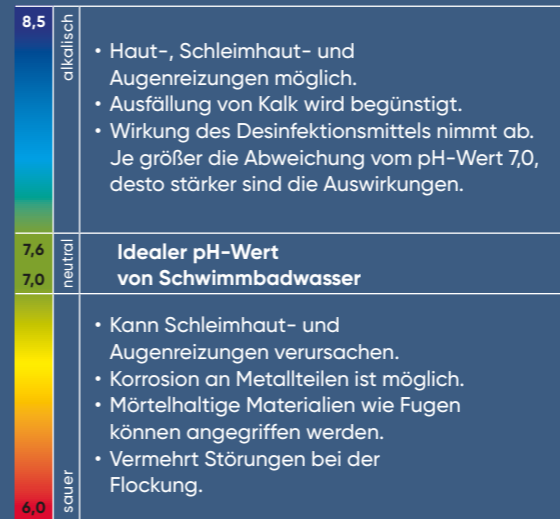 8,5
alkalisch
• Haut-, Schleimhaut- und
Augenreizungen möglich.
• Ausfällung von Kalk wird begünstigt.
• Wirkung des Desinfektionsmittels nimmt ab.
Je größer die Abweichung vom pH-Wert 7,0,
desto stärker sind die Auswirkungen.
7,6
7,0
neutral
Idealer pH-Wert
von Schwimmbadwasser
• Kann Schleimhaut- und
Augenreizungen verursachen.
• Korrosion an Metallteilen ist möglich.
• Mörtelhaltige Materialien wie Fugen
können angegriffen werden.
• Vermehrt Störungen bei der
Flockung.
6,0
sauer